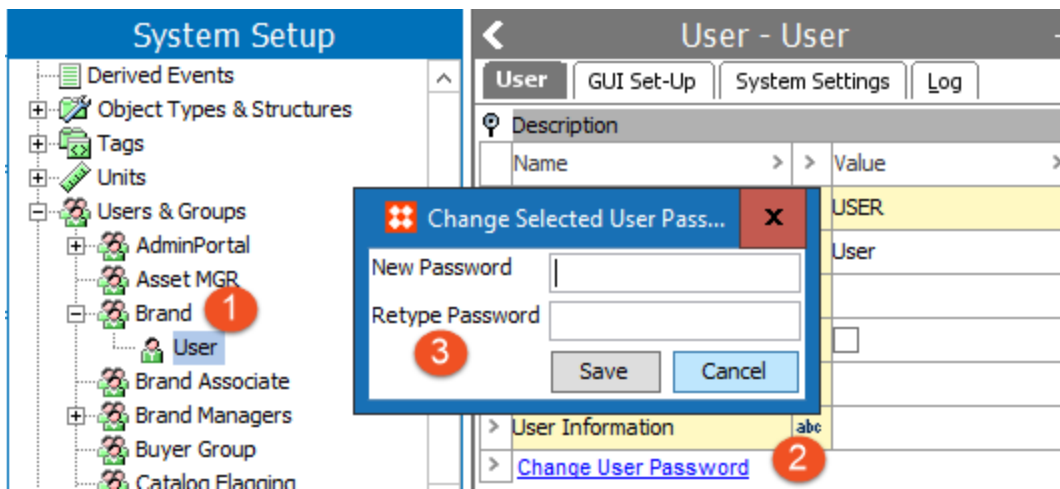 System Setup
Derived Events
Object Types & Structures
Tags
Units
Users & Groups
AdminPortal
Asset MGR
Brand
1
User
Brand Associate
Brand Managers
Buyer Group
Catalog Flagging
User - User
User
GUI Set-Up
System Settings
Log
Description
Name > > Value >
USER
User
Change Selected User Pass... x
New Password
Retype Password
3
Save
Cancel
> User Information abc
2
> Change User Password